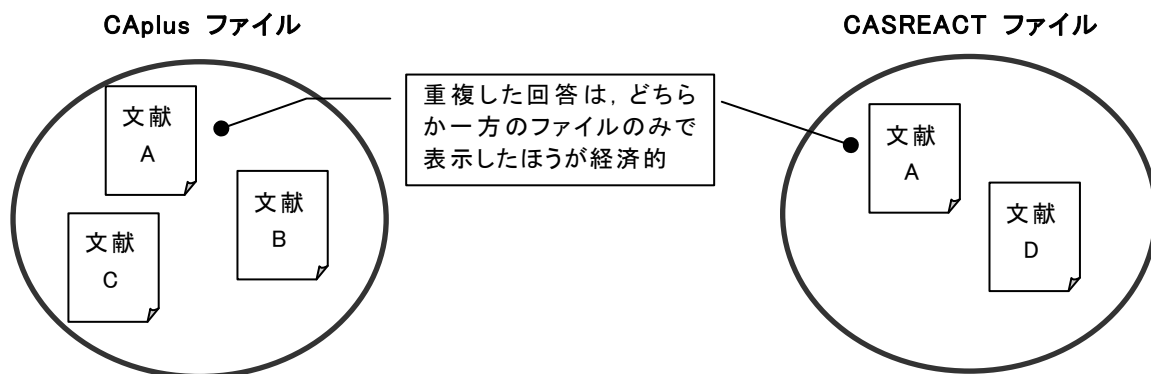 CAplus ファイル
CASREACT ファイル
重複した回答は, どちら
か一方のファイルのみで
表示したほうが経済的
文献
A
文献
B
文献
C
文献
A
文献
D